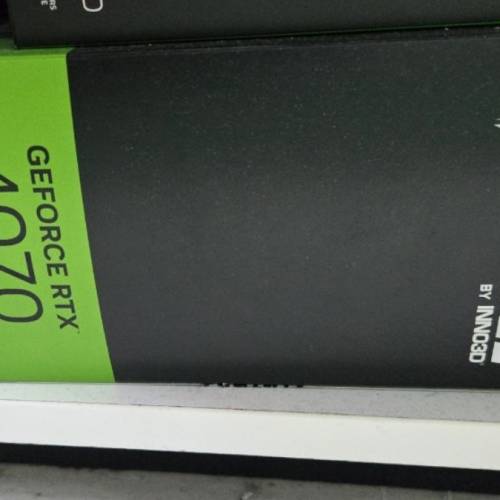 GEFORCE RTX
4070
BY INNO3D